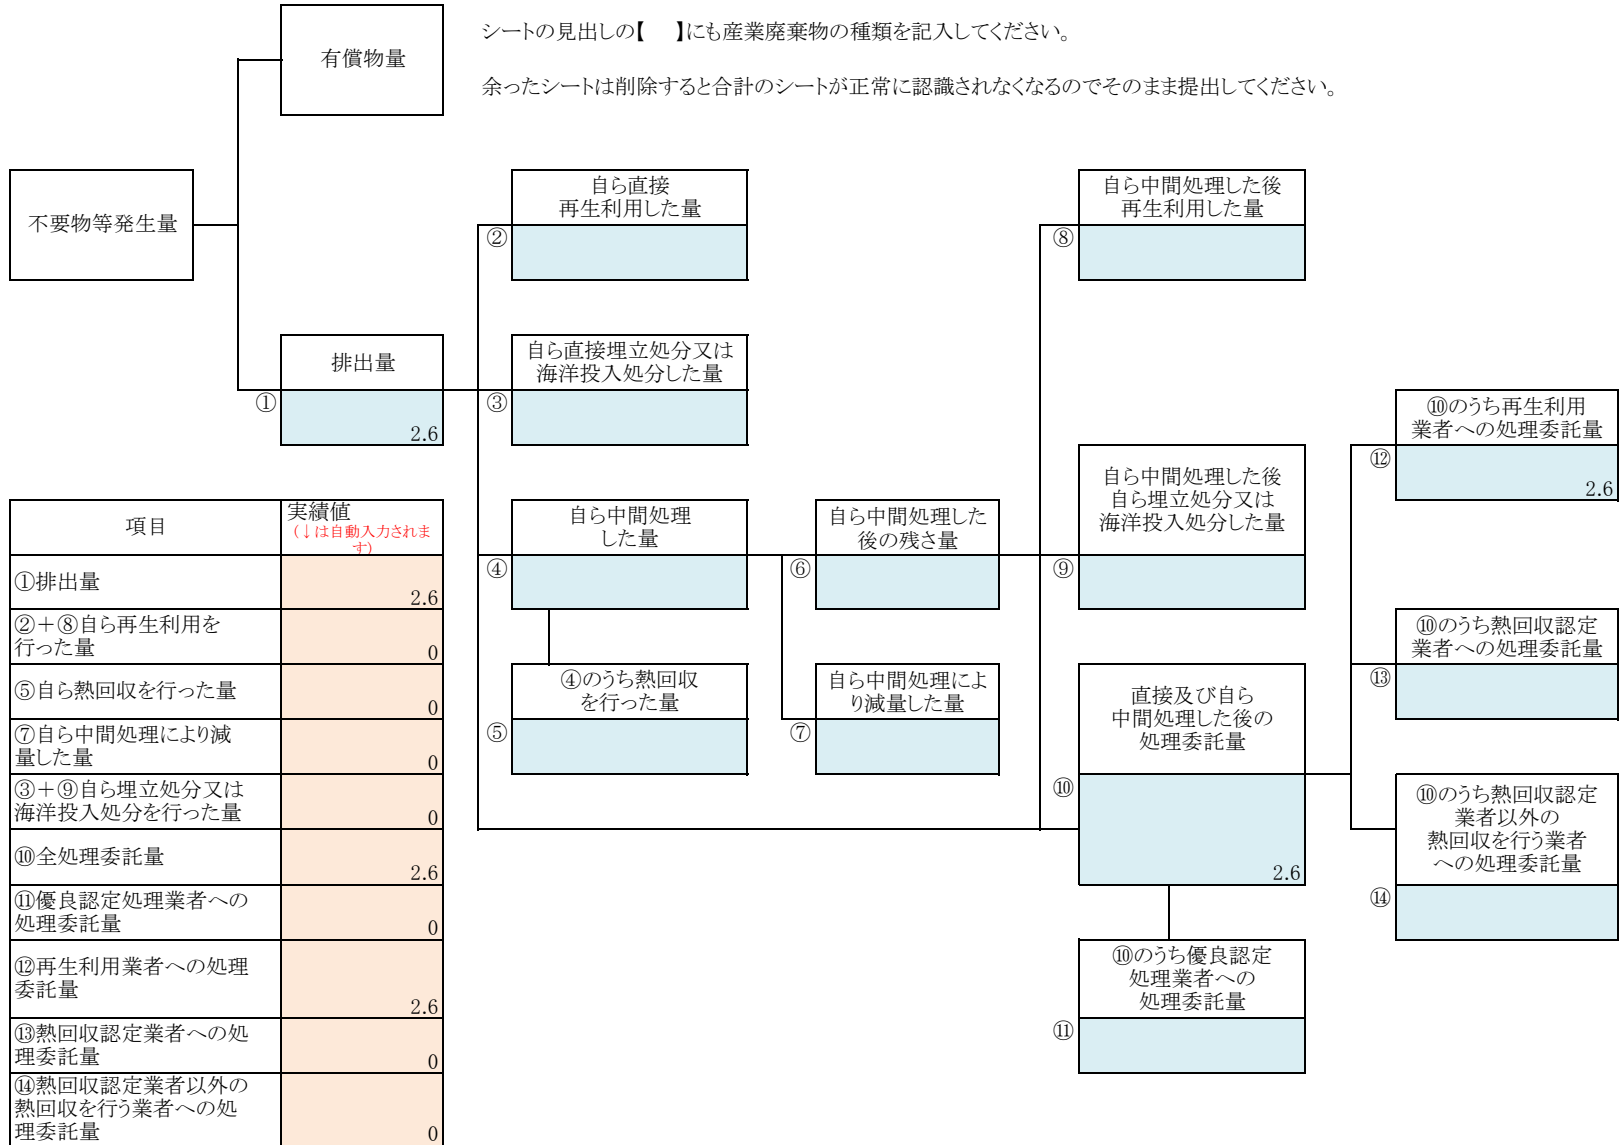 有償物量
シートの見出しの【　】にも産業廃棄物の種類を記入してください。
余ったシートは削除すると合計のシートが正常に認識されなくなるのでそのまま提出してください。
不要物等発生量
自ら直接
再生利用した量
②
自ら中間処理した後
再生利用した量
⑧
排出量
①
2.6
自ら直接埋立処分又は
海洋投入処分した量
③
⑩のうち再生利用
業者への処理委託量
⑫
2.6
自ら中間処理した後
自ら埋立処分又は
海洋投入処分した量
⑨
自ら中間処理
した量
④
自ら中間処理した
後の残さ量
⑥
⑩のうち熱回収認定
業者への処理委託量
⑬
④のうち熱回収
を行った量
⑤
自ら中間処理によ
り減量した量
⑦
直接及び自ら
中間処理した後の
処理委託量
⑩
2.6
⑩のうち熱回収認定
業者以外の
熱回収を行う業者
への処理委託量
⑭
⑩のうち優良認定
処理業者への
処理委託量
⑪
項目
実績値
(↓は自動入力されま
す)
①排出量
2.6
②＋⑧自ら再生利用を
行った量
0
⑤自ら熱回収を行った量
0
⑦自ら中間処理により減
量した量
0
③＋⑨自ら埋立処分又は
海洋投入処分を行った量
0
⑩全処理委託量
2.6
⑪優良認定処理業者への
処理委託量
0
⑫再生利用業者への処理
委託量
2.6
⑬熱回収認定業者への処
理委託量
0
⑭熱回収認定業者以外の
熱回収を行う業者への処
理委託量
0